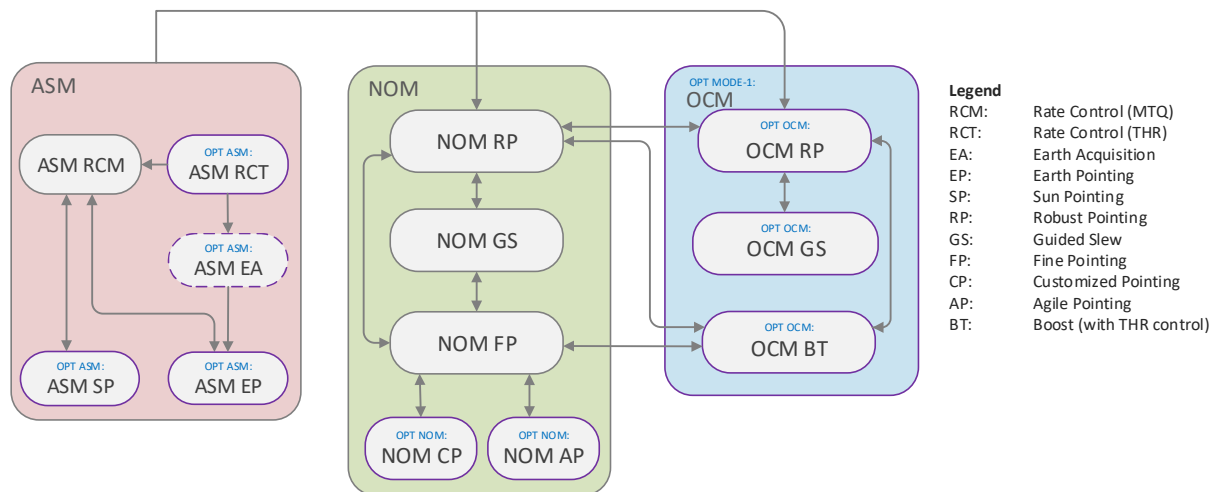 ASM
OPT ASM:
ASM RCT
ASM RCM
OPT ASM:
ASM EA
OPT ASM:
ASM SP
OPT ASM:
ASM EP
NOM
NOM RP
NOM GS
NOM FP
OPT NOM:
NOM CP
OPT NOM:
NOM AP
OPT MODE-1:
OCM
OPT OCM:
OCM RP
OPT OCM:
OCM GS
OPT OCM:
OCM BT
Legend
RCM: Rate Control (MTQ)
RCT: Rate Control (THR)
EA: Earth Acquisition
EP: Earth Pointing
SP: Sun Pointing
RP: Robust Pointing
GS: Guided Slew
FP: Fine Pointing
CP: Customized Pointing
AP: Agile Pointing
BT: Boost (with THR control)